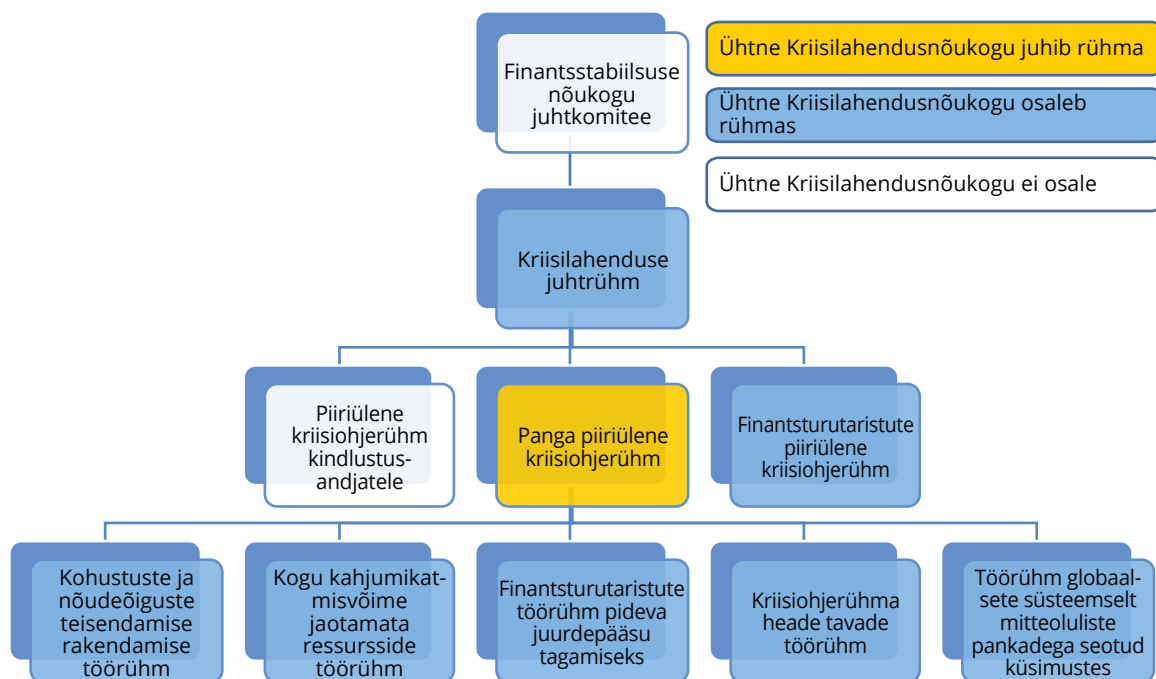 Finantsstabiilsuse
nõukogu
juhtkomitee
Ühtne Kriisilahendusnõukogu juhib rühma
Ühtne Kriisilahendusnõukogu osaleb
rühmas
Ühtne Kriisilahendusnõukogu ei osale
Kriisilahenduse
juhtrühm
Piiriülene
kriisiohjerühm
kindlustus-
andjatele
Panga piiriülene
kriisiohjerühm
Finantsturutaristute
piiriülene
kriisiohjerühm
Kohustuste ja
nõudeõiguste
teisendamise
rakendamise
töörühm
Kogu kahjumikat-
misvõime
jaotamata
ressursside
töörühm
Finantsturutaristute
töörühm pideva
juurdepääsu
tagamiseks
Kriisiohjerühma
heade tavade
töörühm
Töörühm globaal-
sete süsteemselt
mitteoluliste
pankadega seotud
küsimustes